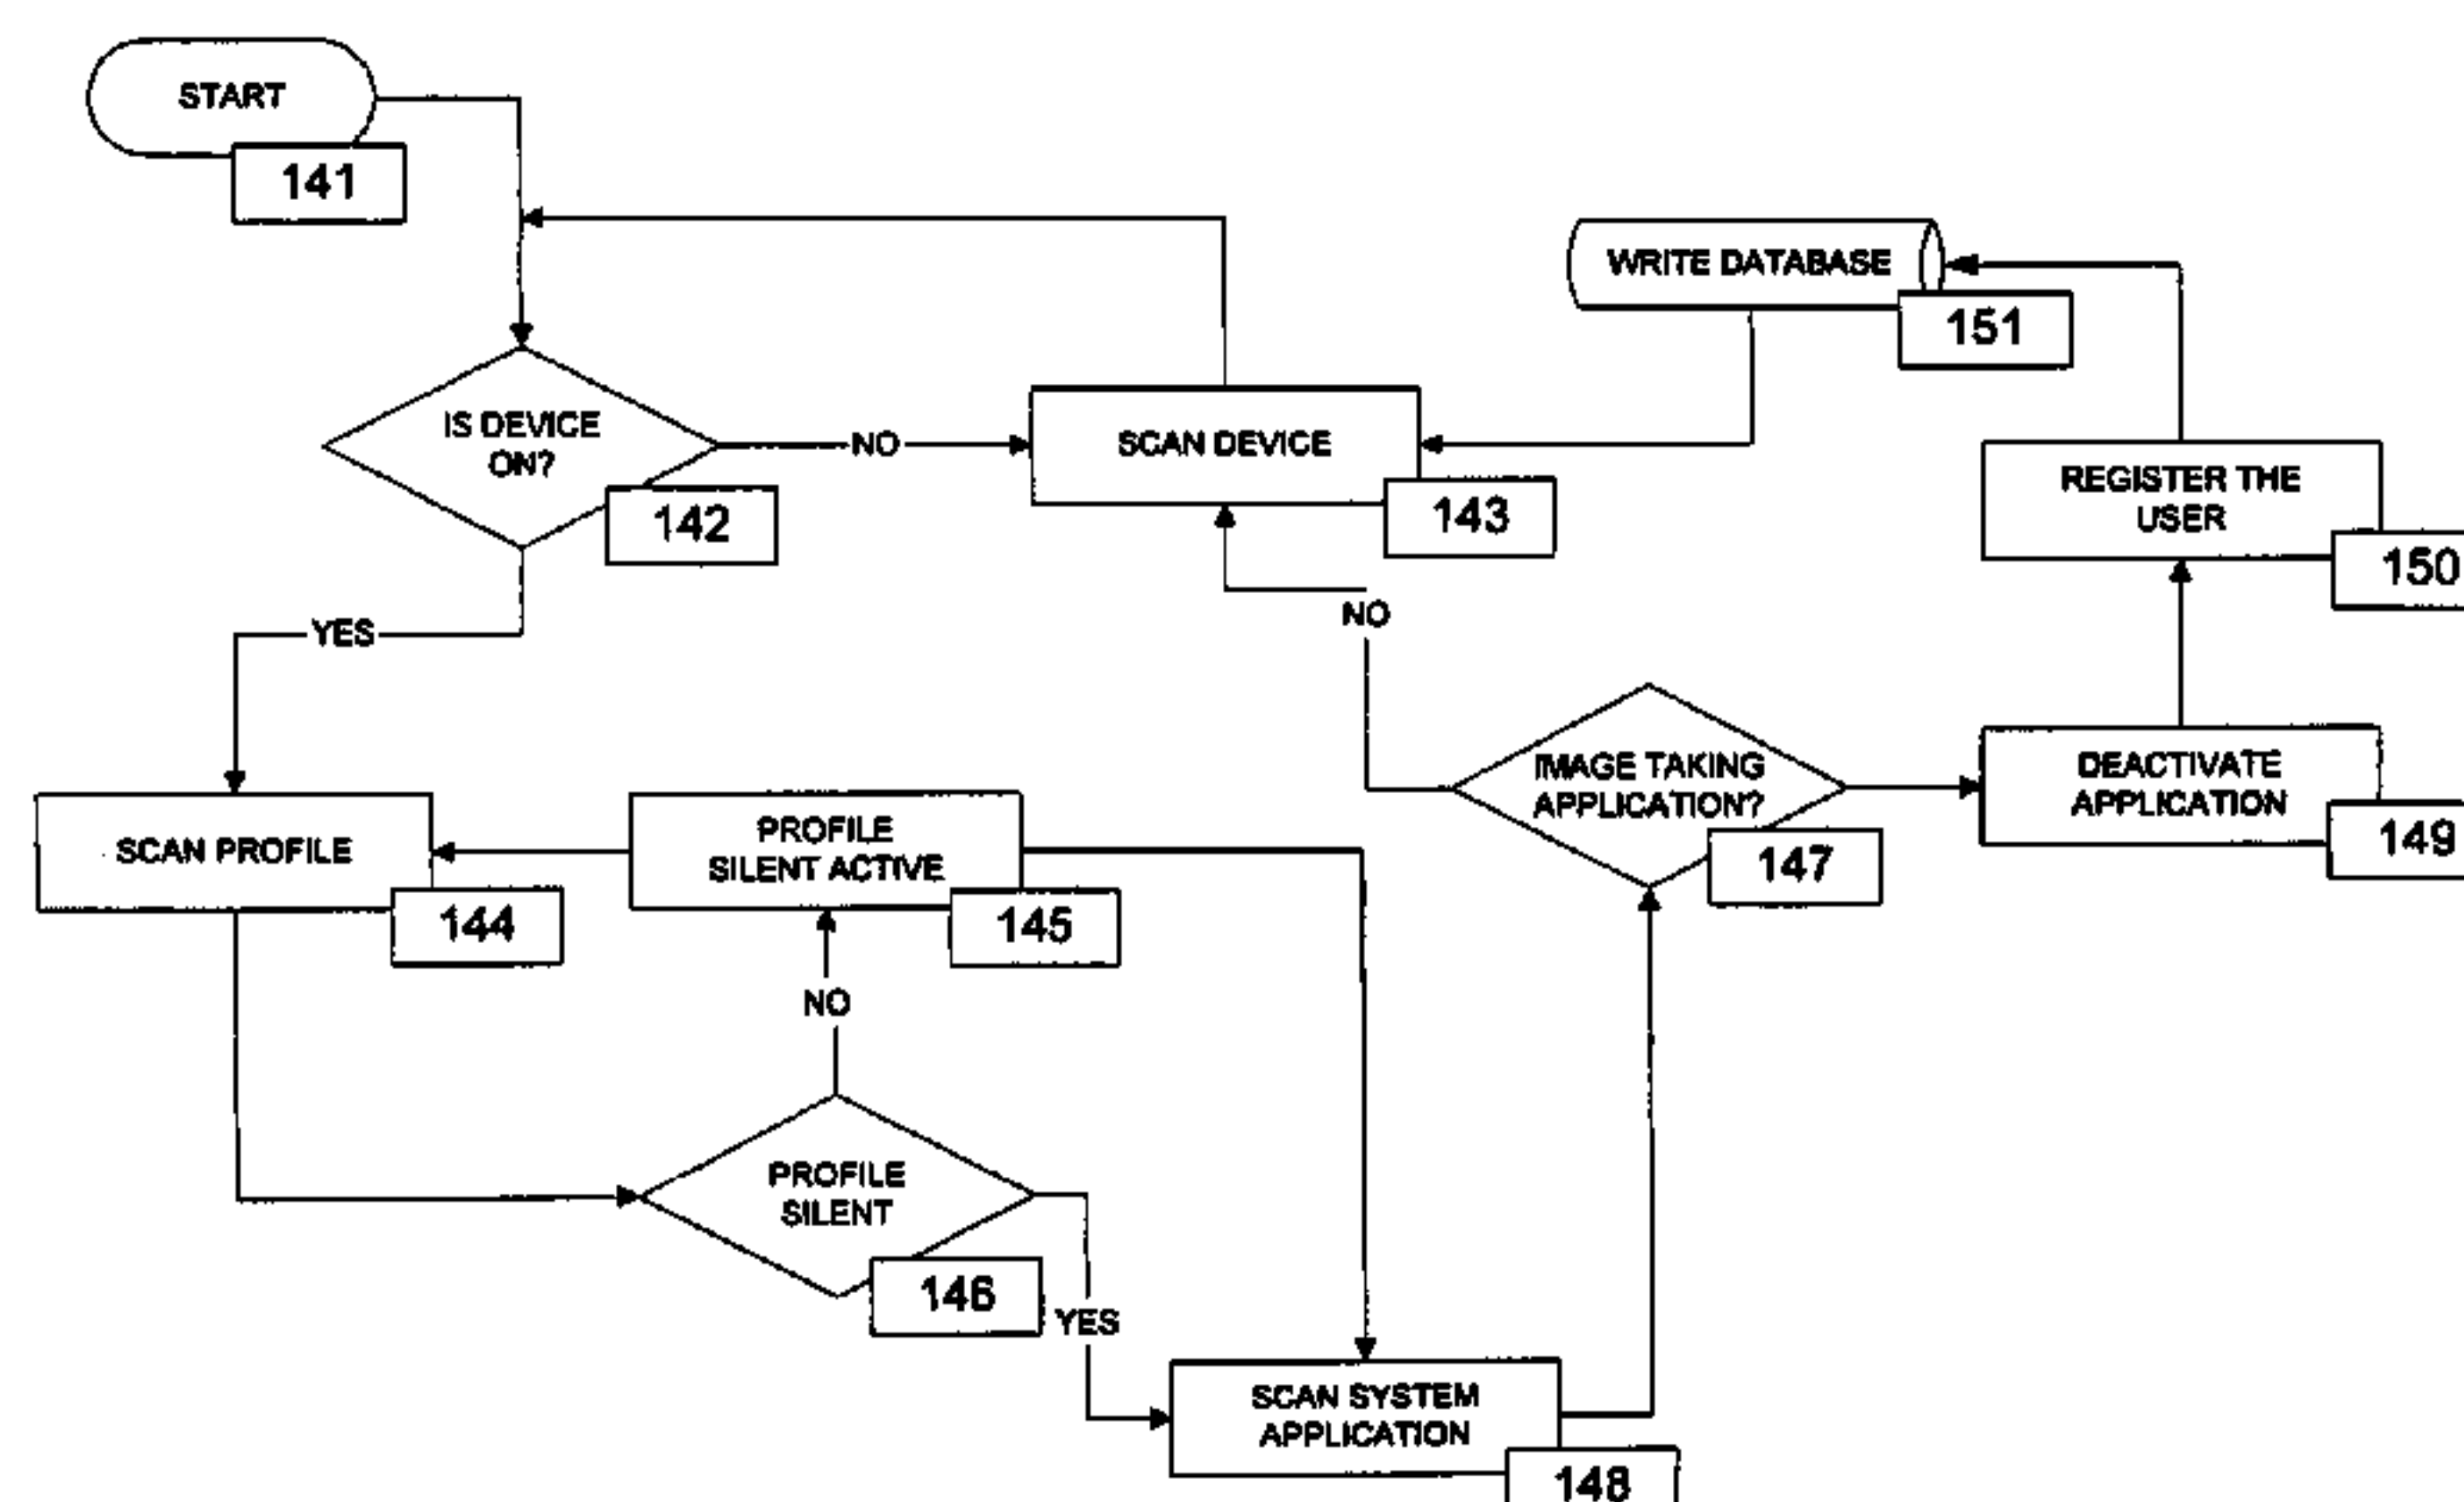 START
141
WRITE DATABASE
151
IS DEVICE
ON?
142
NO
SCAN DEVICE
143
REGISTER THE
USER
150
YES
NO
IMAGE TAKING
APPLICATION?
147
DEACTIVATE
APPLICATION
149
SCAN PROFILE
144
PROFILE
SILENT ACTIVE
145
NO
PROFILE
SILENT
146
YES
SCAN SYSTEM
APPLICATION
148